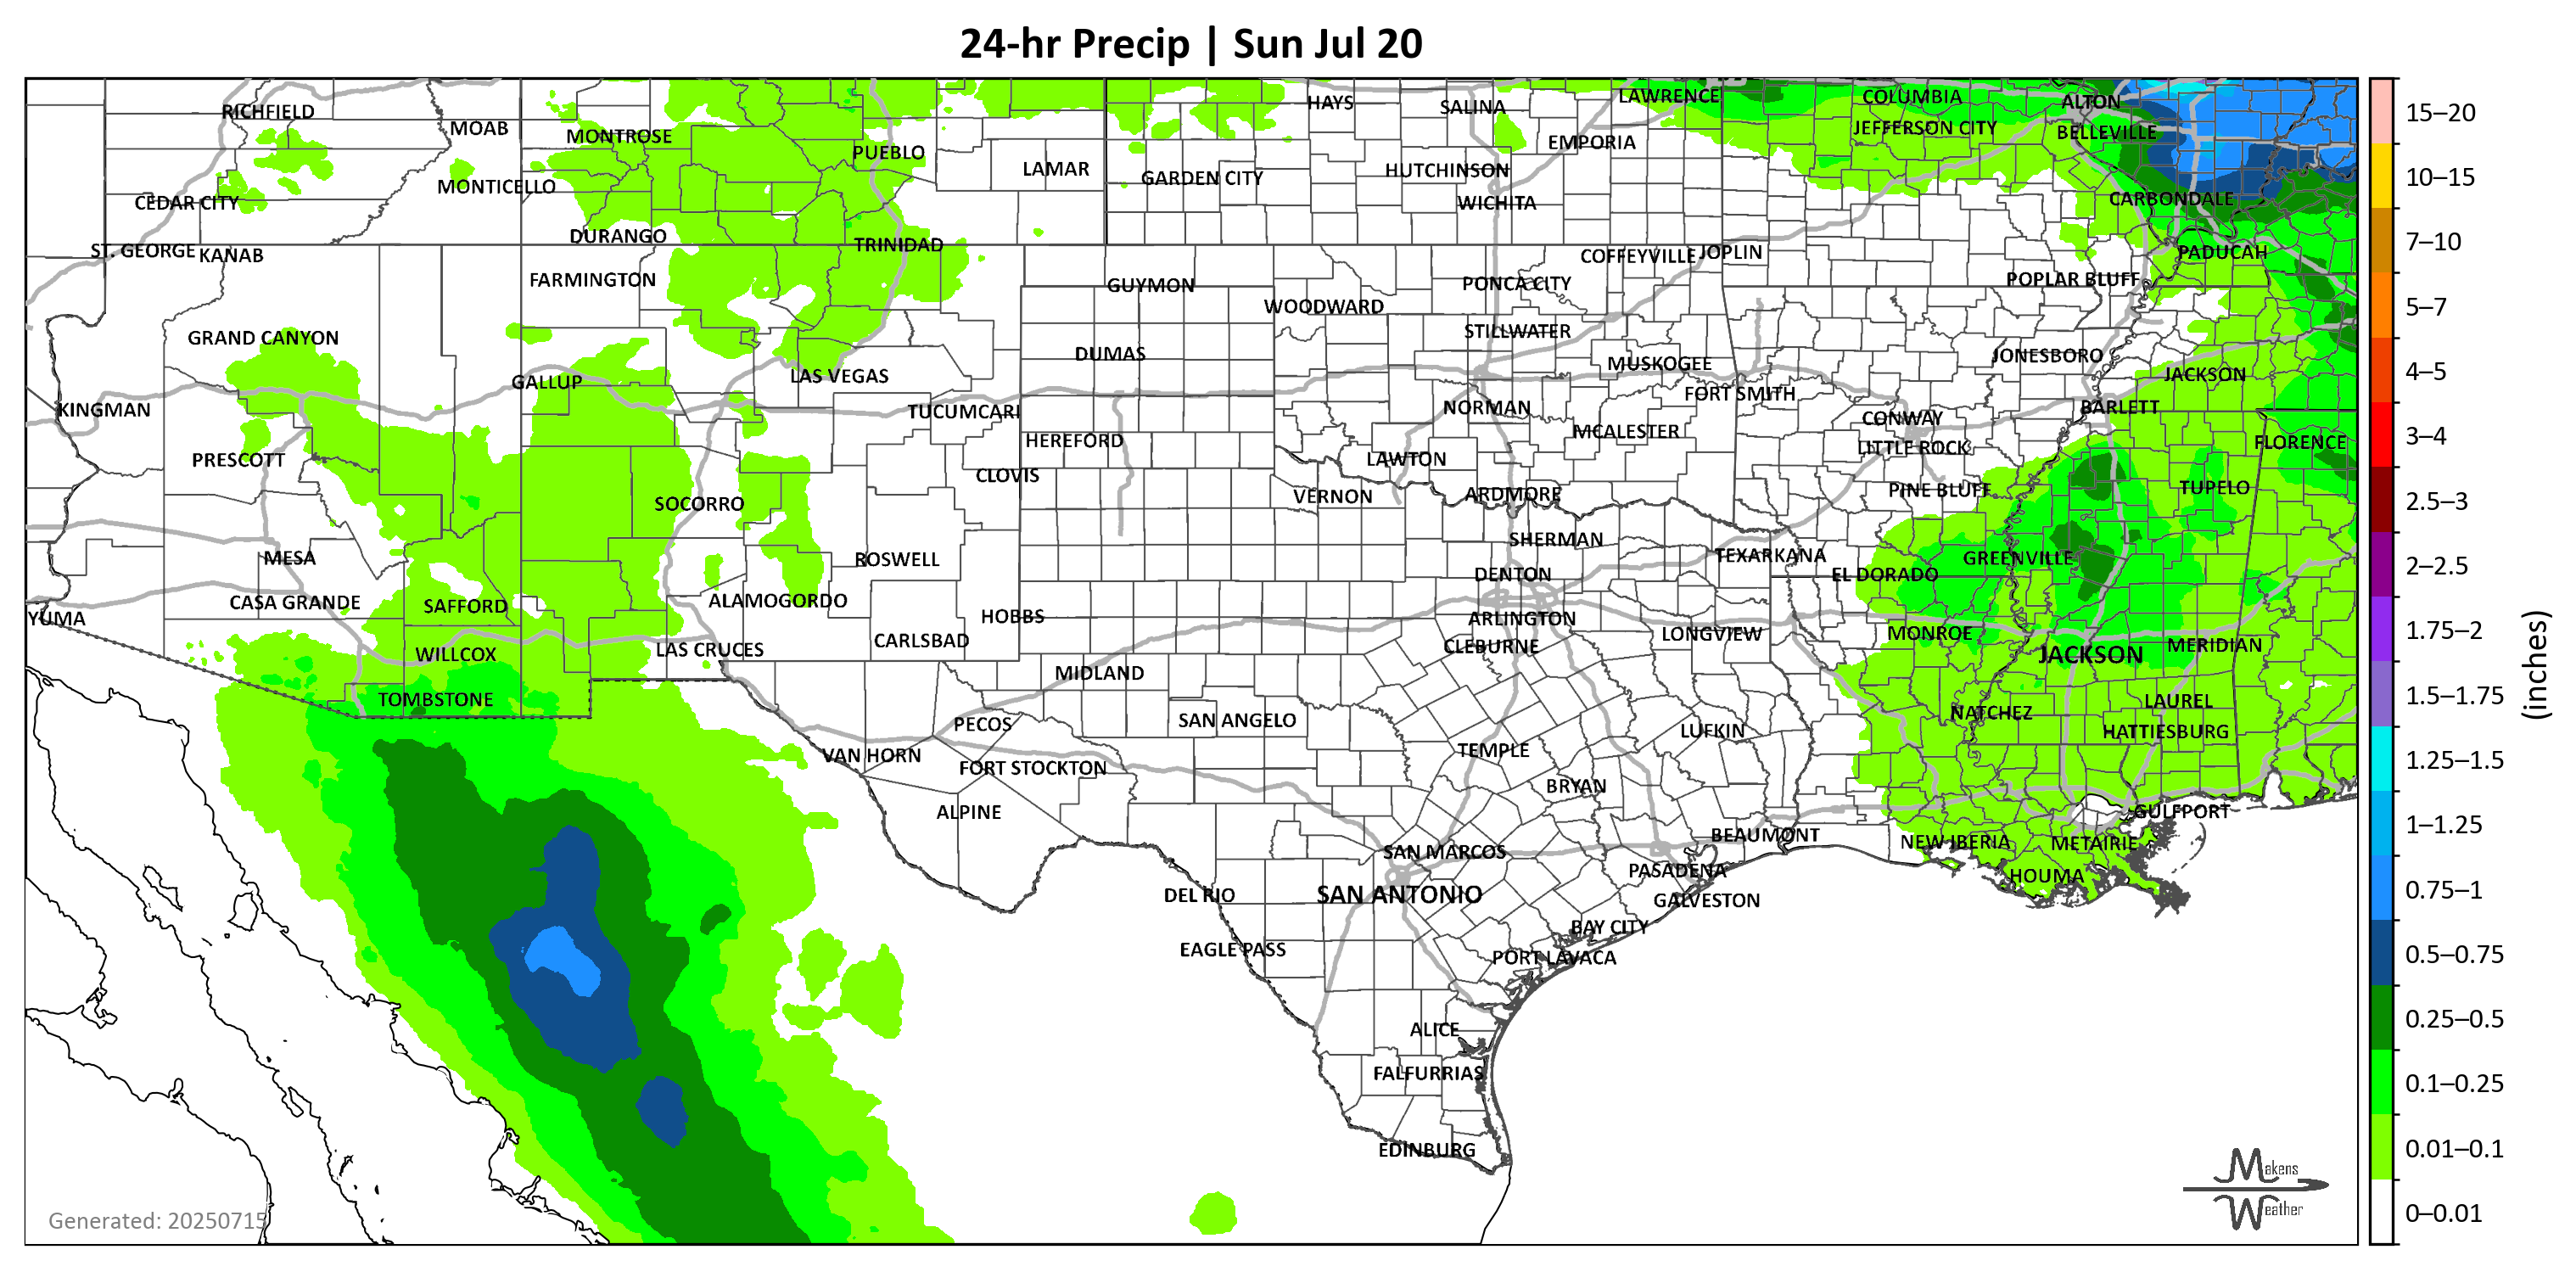 24-hr Precip | Sun Jul 20
RICHFIELD
MOAB
MONTROSE
PUEBLO
LAMAR
MONTICELLO
CEDAR CITY
GARDEN CITY
HAYS
SALINA
EMPORIA
HUTCHINSON
WICHITA
LAWRENCE
COLUMBIA
JEFFERSON CITY
ALTON
BELLEVILLE
CARBONDALE
ST. GEORGE
KANAB
DURANGO
TRINIDAD
FARMINGTON
GUYMON
WOODWARD
PONCA CITY
COFFEYVILLE
JOPLIN
POPLAR BLUFF
PADUCAH
GRAND CANYON
STILLWATER
DUMAS
MUSKOGEE
JONESBORO
JACKSON
GALLUP
LAS VEGAS
FORT SMITH
KINGMAN
TUCUMCARI
NORMAN
CONWAY
BARLETT
HEREFORD
MCALESTER
LITTLE ROCK
FLORENCE
PRESCOTT
CLOVIS
LAWTON
VERNON
ARDMORE
PINE BLUFF
TUPELO
SOCORRO
MESA
ROSWELL
SHERMAN
TEXARKANA
GREENVILLE
DENTON
EL DORADO
CASA GRANDE
SAFFORD
ALAMOGORDO
YUMA
HOBBS
ARLINGTON
CLEBURNE
LONGVIEW
MONROE
MERIDIAN
JACKSON
WILLCOX
LAS CRUCES
CARLSBAD
MIDLAND
TOMBSTONE
PECOS
SAN ANGELO
LUFKIN
NATCHEZ
LAUREL
HATTIESBURG
VAN HORN
FORT STOCKTON
TEMPLE
BRYAN
ALPINE
BEAUMONT
GULFPORT
NEW IBERIA
METAIRIE
SAN MARCOS
PASADENA
HOUMA
DEL RIO
SAN ANTONIO
GALVESTON
BAY CITY
EAGLE PASS
PORT LAVACA
ALICE
FALFURRIAS
EDINBURG
Generated: 20250715
Makens
Weather
15–20
10–15
7–10
5–7
4–5
3–4
2.5–3
2–2.5
1.75–2
1.5–1.75
1.25–1.5
1–1.25
0.75–1
0.5–0.75
0.25–0.5
0.1–0.25
0.01–0.1
0–0.01
(inches)